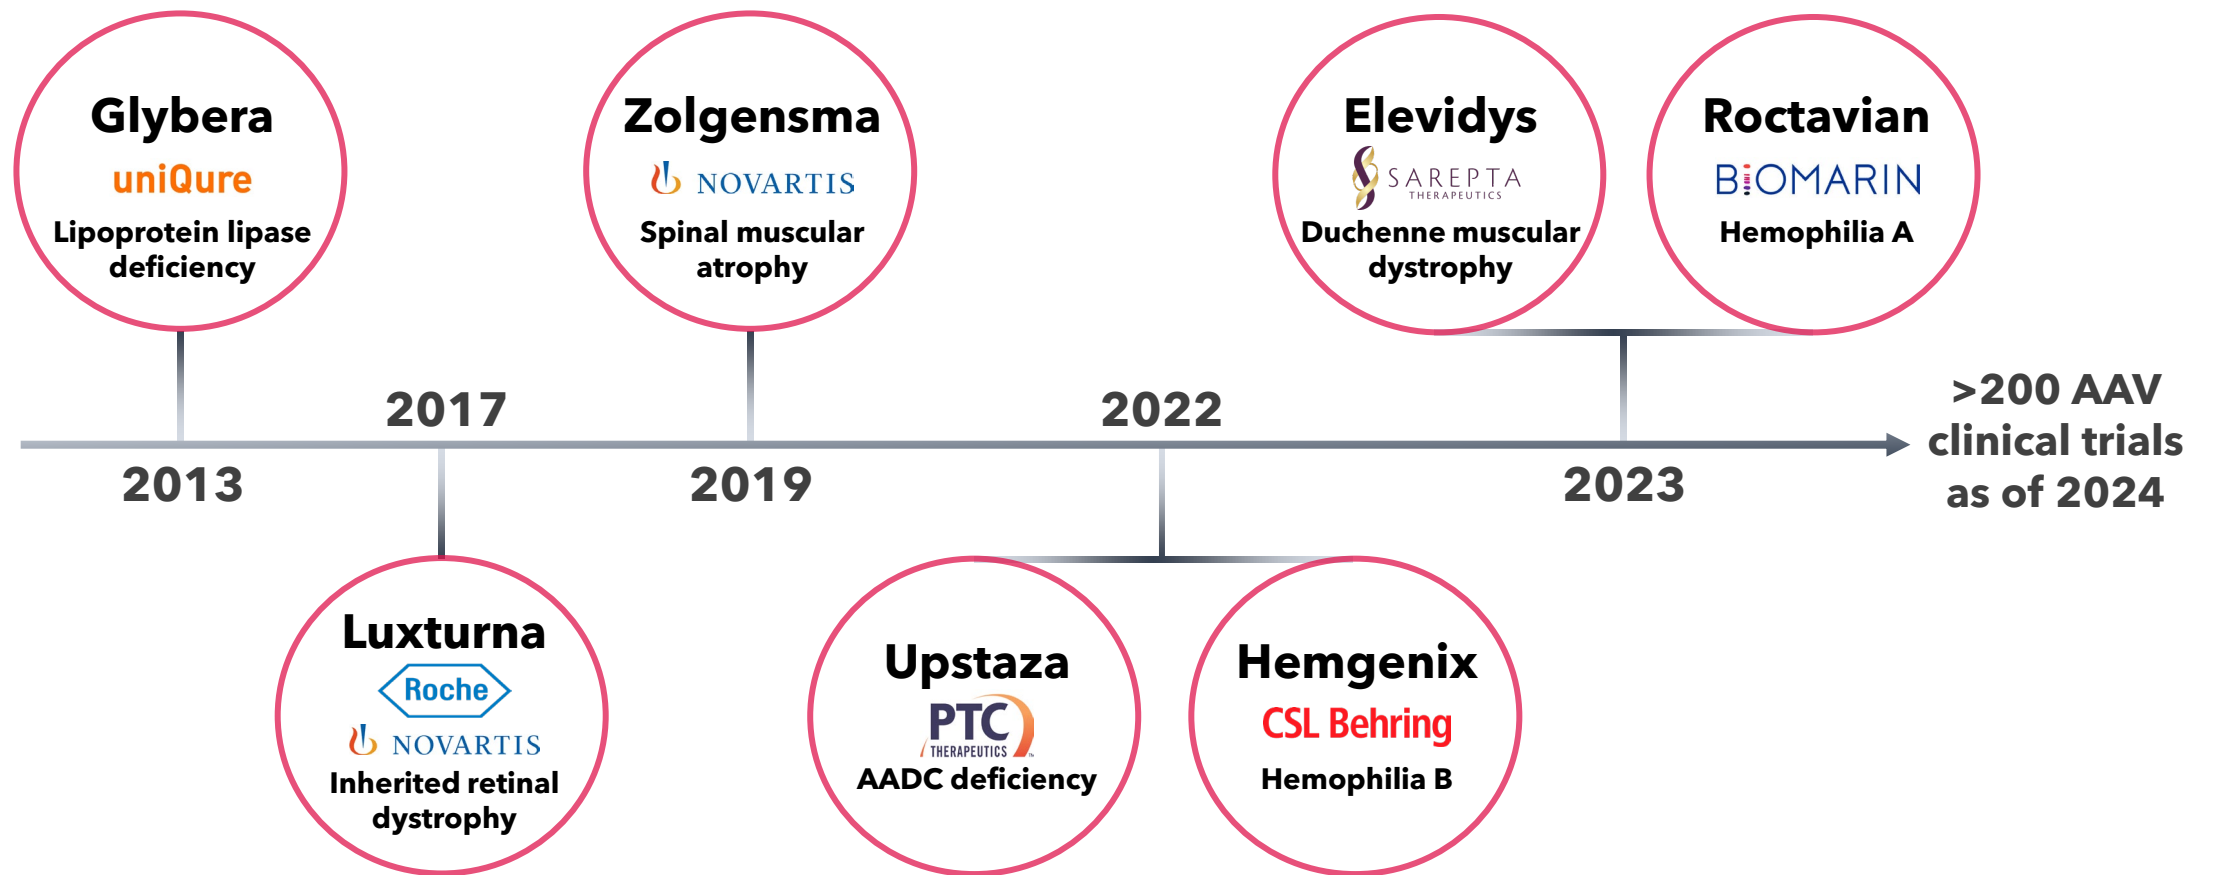 Glybera
uniQure
Lipoprotein lipase
deficiency
Zolgensma
NOVARTIS
Spinal muscular
atrophy
Elevidys
SAREPTA
THERAPEUTICS
Duchenne muscular
dystrophy
Roctavian
BIOMARIN
Hemophilia A
2017
2022
2013
2019
2023
>200 AAV
clinical trials
as of 2024
Luxturna
Roche
NOVARTIS
Inherited retinal
dystrophy
Upstaza
PTC
THERAPEUTICS
AADC deficiency
Hemgenix
CSL Behring
Hemophilia B